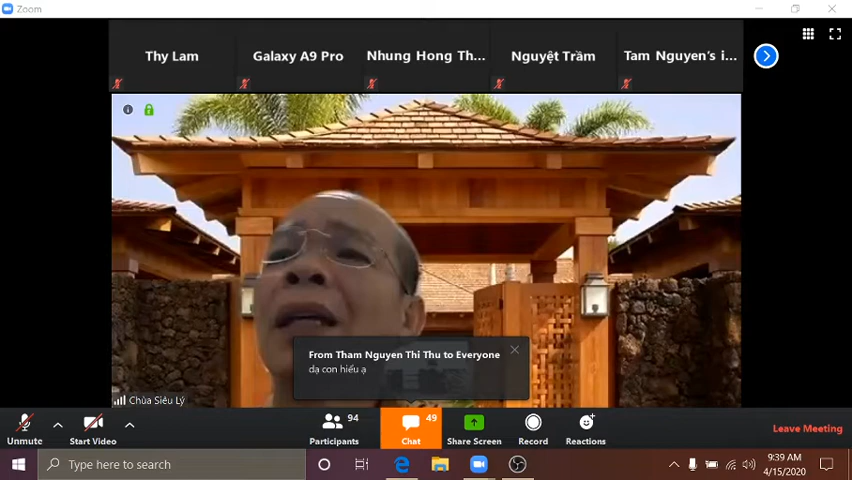 Zoom
Thy Lam
Galaxy A9 Pro
Nhung Hong Th...
Nguyệt Trầm
Tam Nguyen's i...
From Tham Nguyen Thi Thu to Everyone
dạ con hiểu ạ
Chùa Siêu Lý
94
49
Unmute
Start Video
Participants
Chat
Share Screen
Record
Reactions
Leave Meeting
Type here to search
9:39 AM
4/15/2020